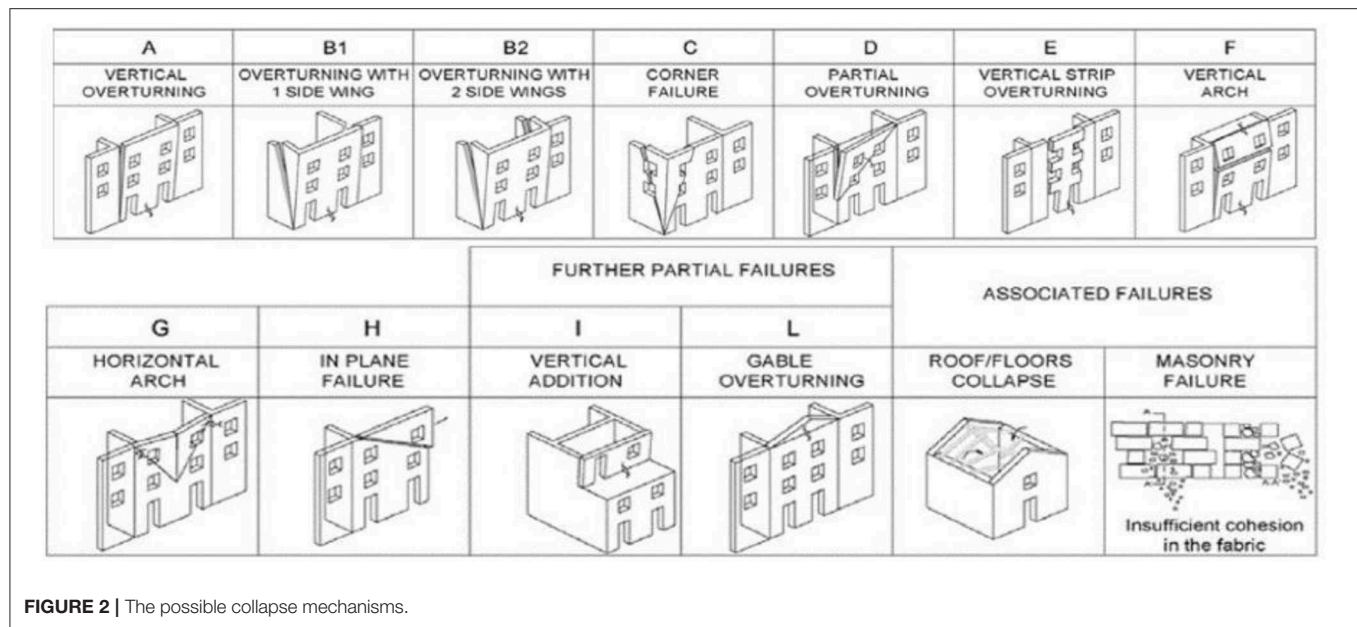 A B1 B2 C D E F
VERTICAL OVERTURNING WITH OVERTURNING WITH CORNER PARTIAL VERTICAL STRIP VERTICAL
OVERTURNING 1 SIDE WING 2 SIDE WINGS FAILURE OVERTURNING OVERTURNING ARCH
FURTHER PARTIAL FAILURES
ASSOCIATED FAILURES
G H I L
HORIZONTAL IN PLANE VERTICAL GABLE ROOF/FLOORS MASONRY
ARCH FAILURE ADDITION OVERTURNING COLLAPSE FAILURE
Insufficient cohesion
in the fabric
FIGURE 2 | The possible collapse mechanisms.